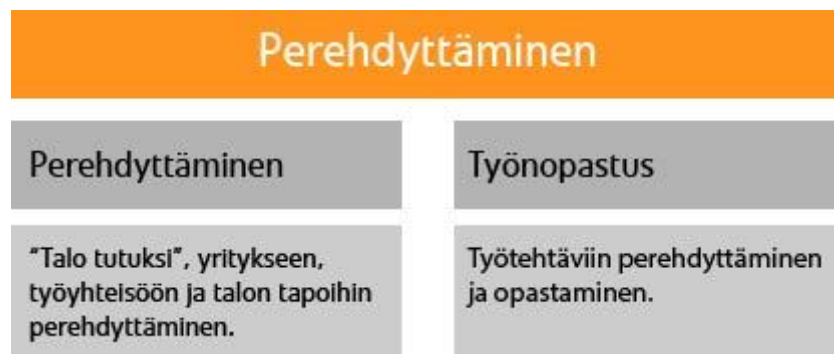 Perehdyttäminen
Perehdyttäminen
"Talo tutuksi", yritykseen,
työyhteisöön ja talon tapoihin
perehdyttäminen.
Työnopastus
Työtehtäviin perehdyttäminen
ja opastaminen.